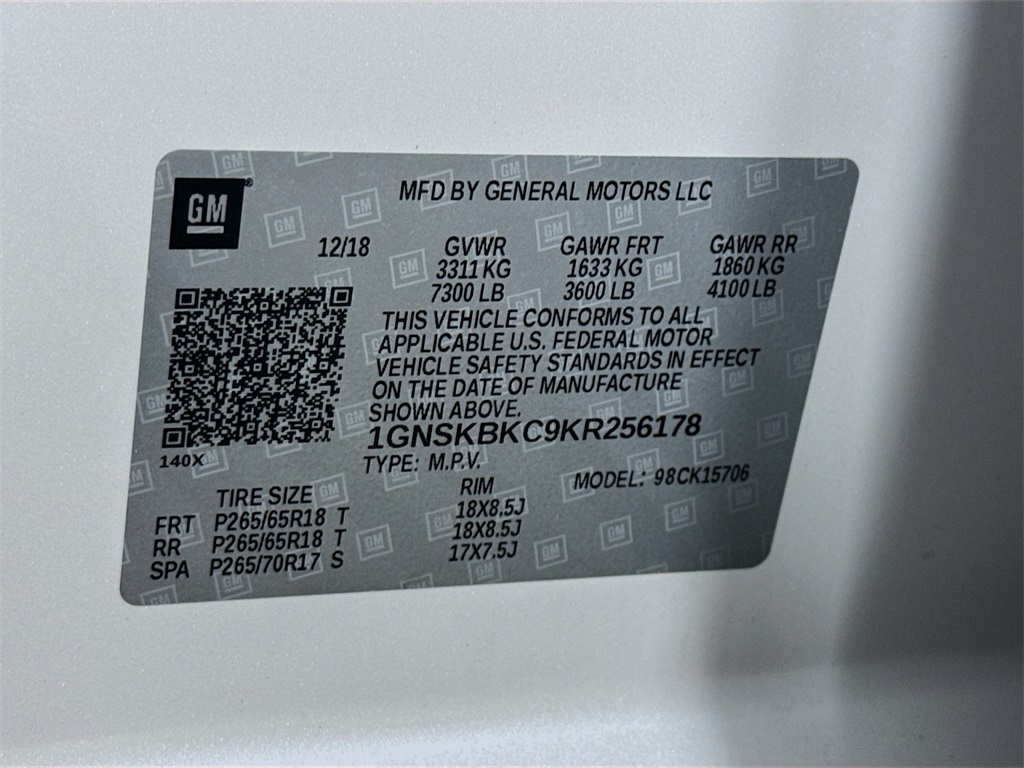 GM
MFD BY GENERAL MOTORS LLC
12/18 GVWR GAWR FRT GAWR RR
3311 KG 1633 KG 1860 KG
7300 LB 3600 LB 4100 LB
THIS VEHICLE CONFORMS TO ALL
APPLICABLE U.S. FEDERAL MOTOR
VEHICLE SAFETY STANDARDS IN EFFECT
ON THE DATE OF MANUFACTURE
SHOWN ABOVE.
1GNSKBKC9KR256178
140X
TYPE: M.P.V. MODEL: 98CK15706
TIRE SIZE RIM
FRT P265/65R18 T 18X8.5J
RR P265/65R18 T 18X8.5J
SPA P265/70R17 S 17X7.5J